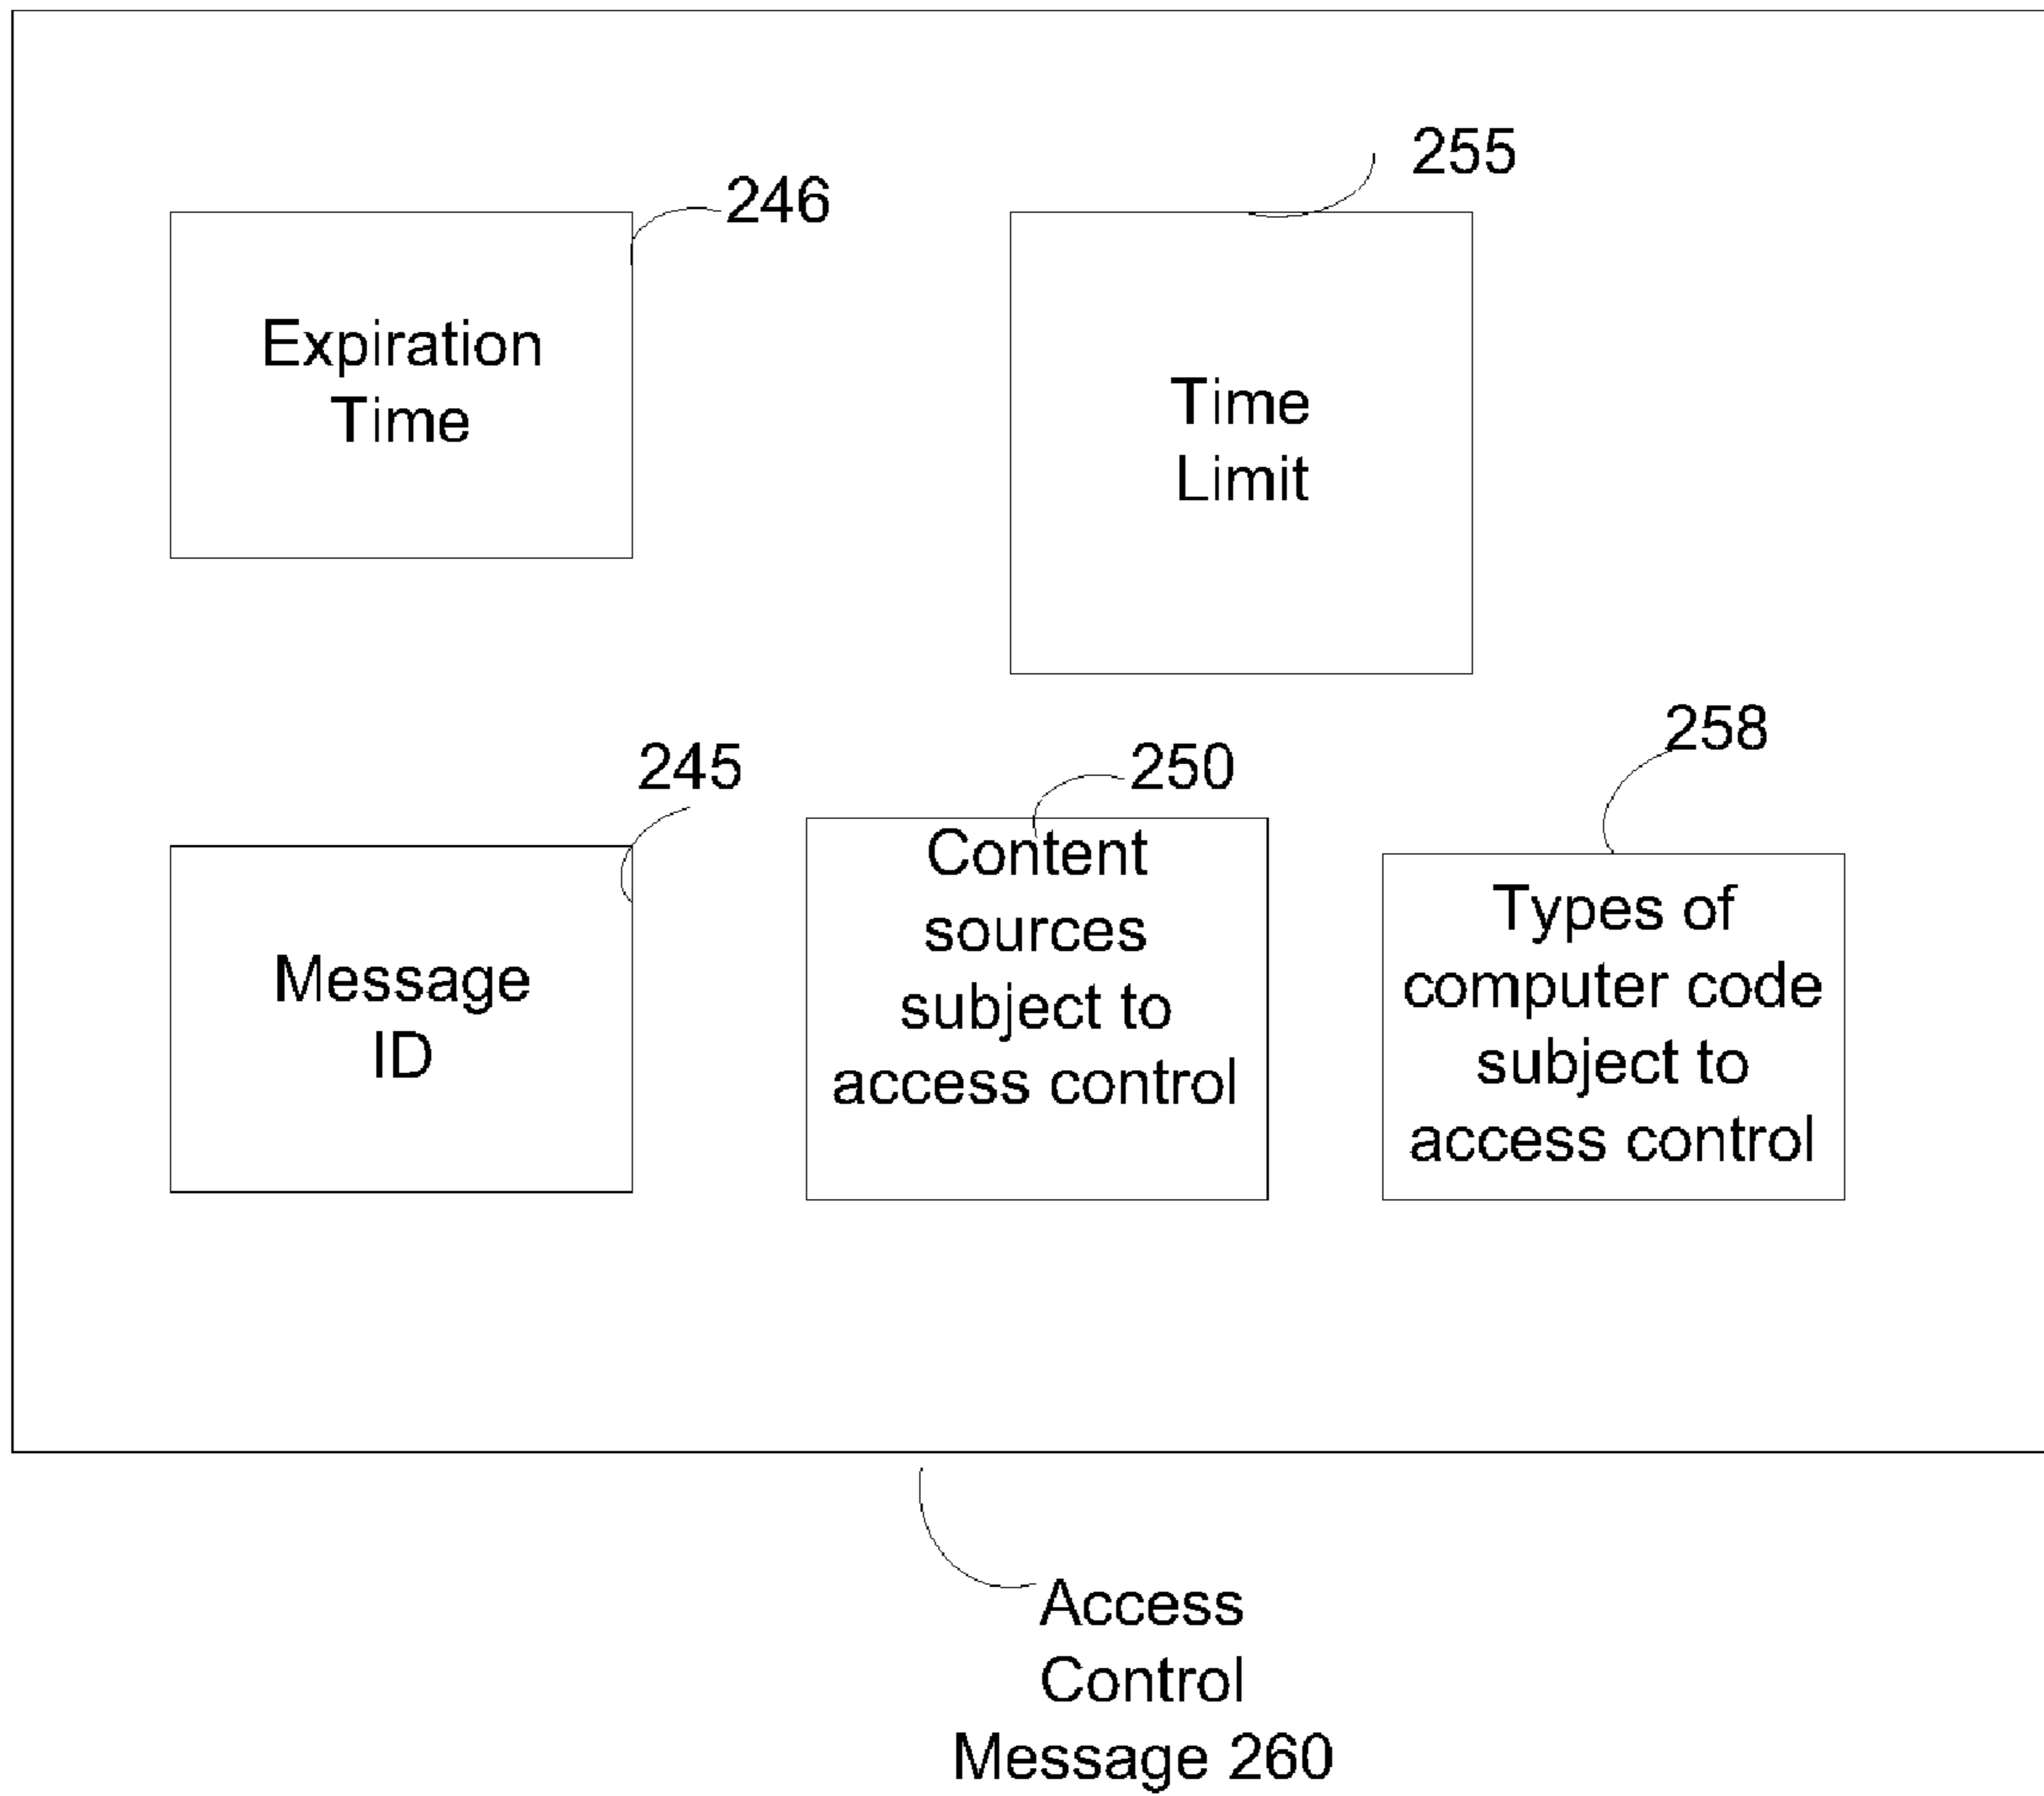 246
Expiration
Time
255
Time
Limit
245
Message
ID
250
Content
sources
subject to
access control
258
Types of
computer code
subject to
access control
Access
Control
Message 260